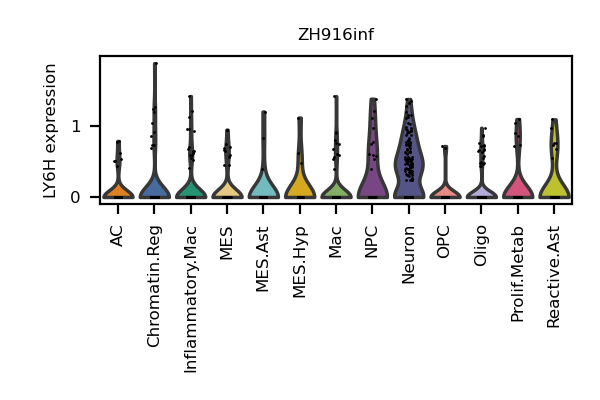 ZH916inf
LY6H expression
1
0
AC
Chromatin.Reg
Inflammatory.Mac
MES
MES.Ast
MES.Hyp
Mac
NPC
Neuron
OPC
Oligo
Prolif.Metab
Reactive.Ast